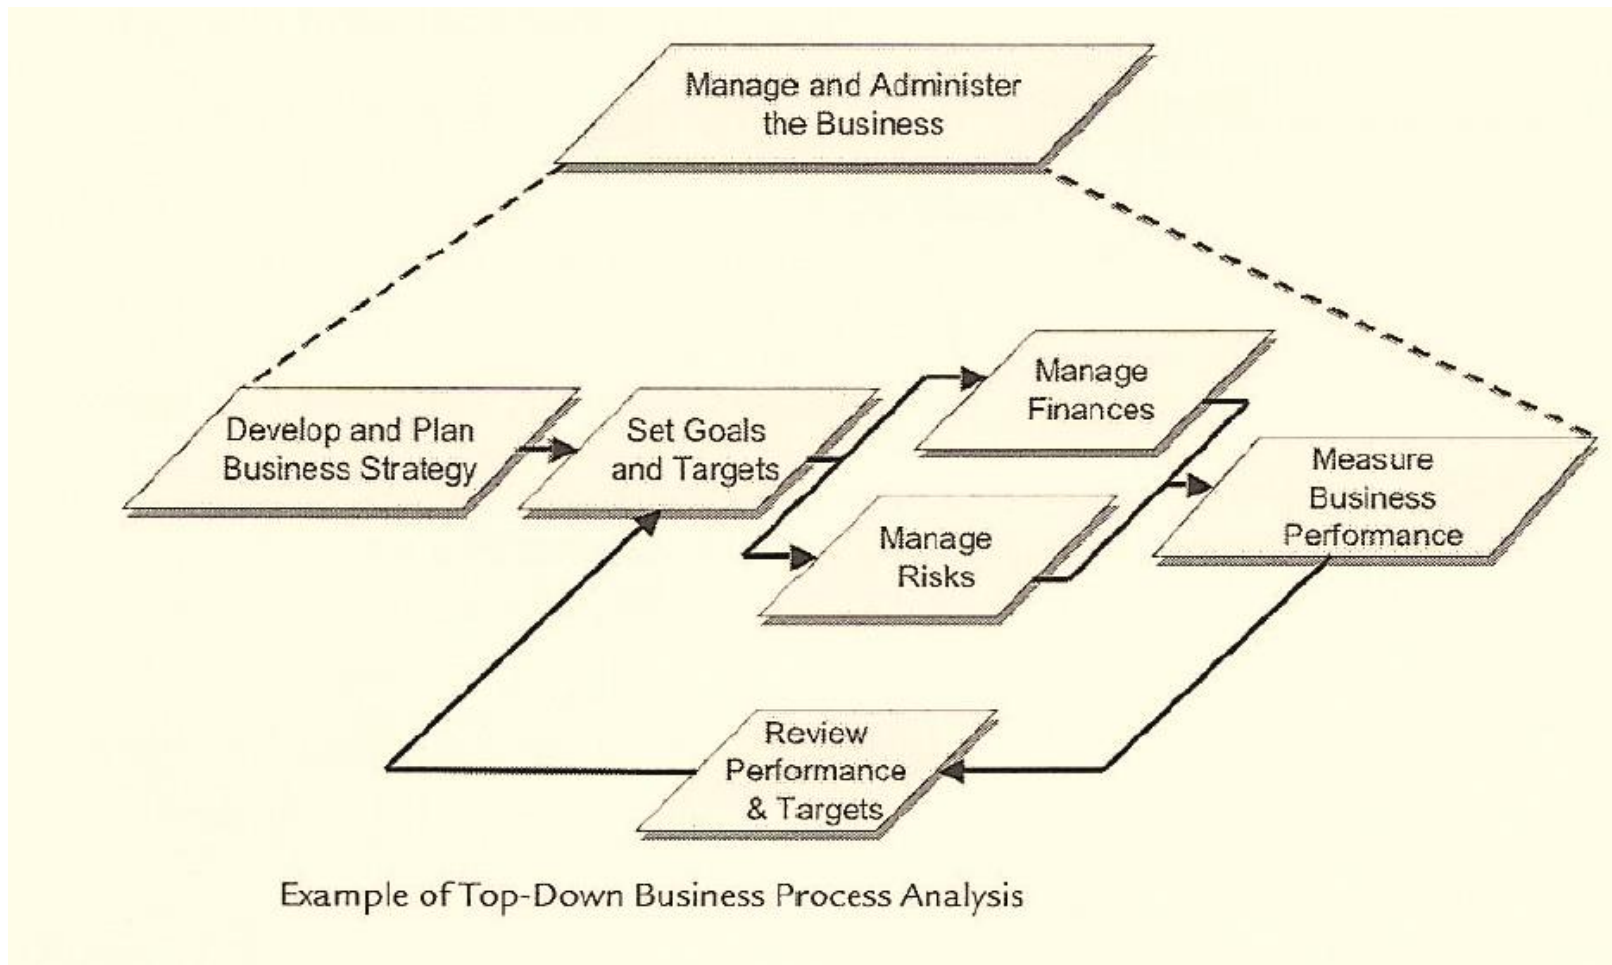 Manage and Administer
the Business
Develop and Plan
Business Strategy
Set Goals
and Targets
Manage
Finances
Manage
Risks
Measure
Business
Performance
Review
Performance
& Targets
Example of Top-Down Business Process Analysis